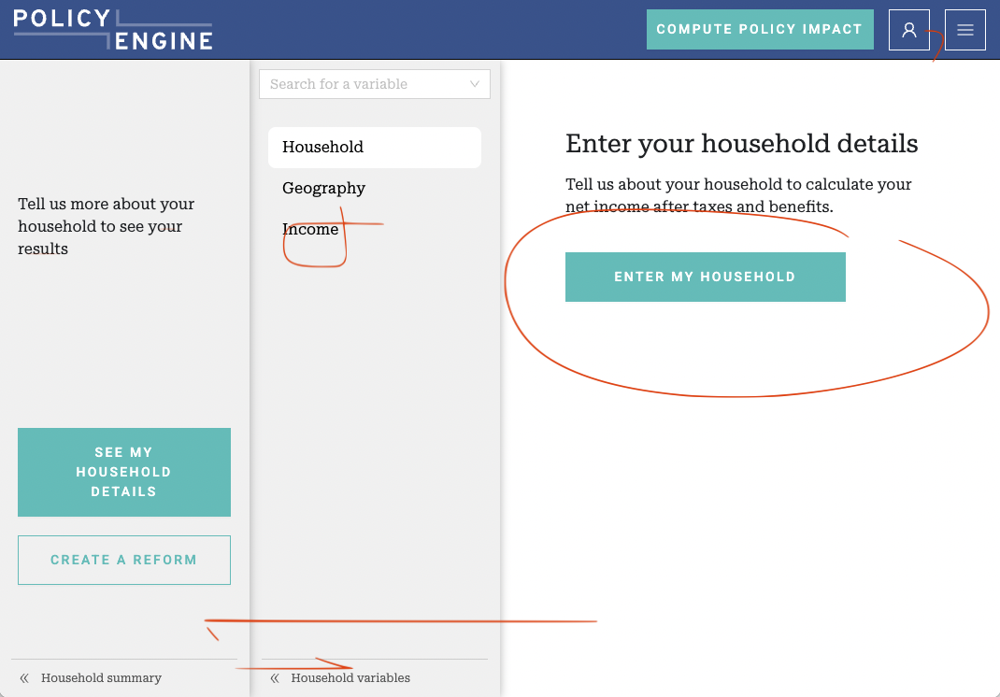 POLICY
ENGINE
COMPUTE POLICY IMPACT
Search for a variable
Household
Geography
Income
Tell us more about your
household to see your
results
SEE MY
HOUSEHOLD
DETAILS
CREATE A REFORM
Household summary
Household variables
Enter your household details
Tell us about your household to calculate your
net income after taxes and benefits.
ENTER MY HOUSEHOLD